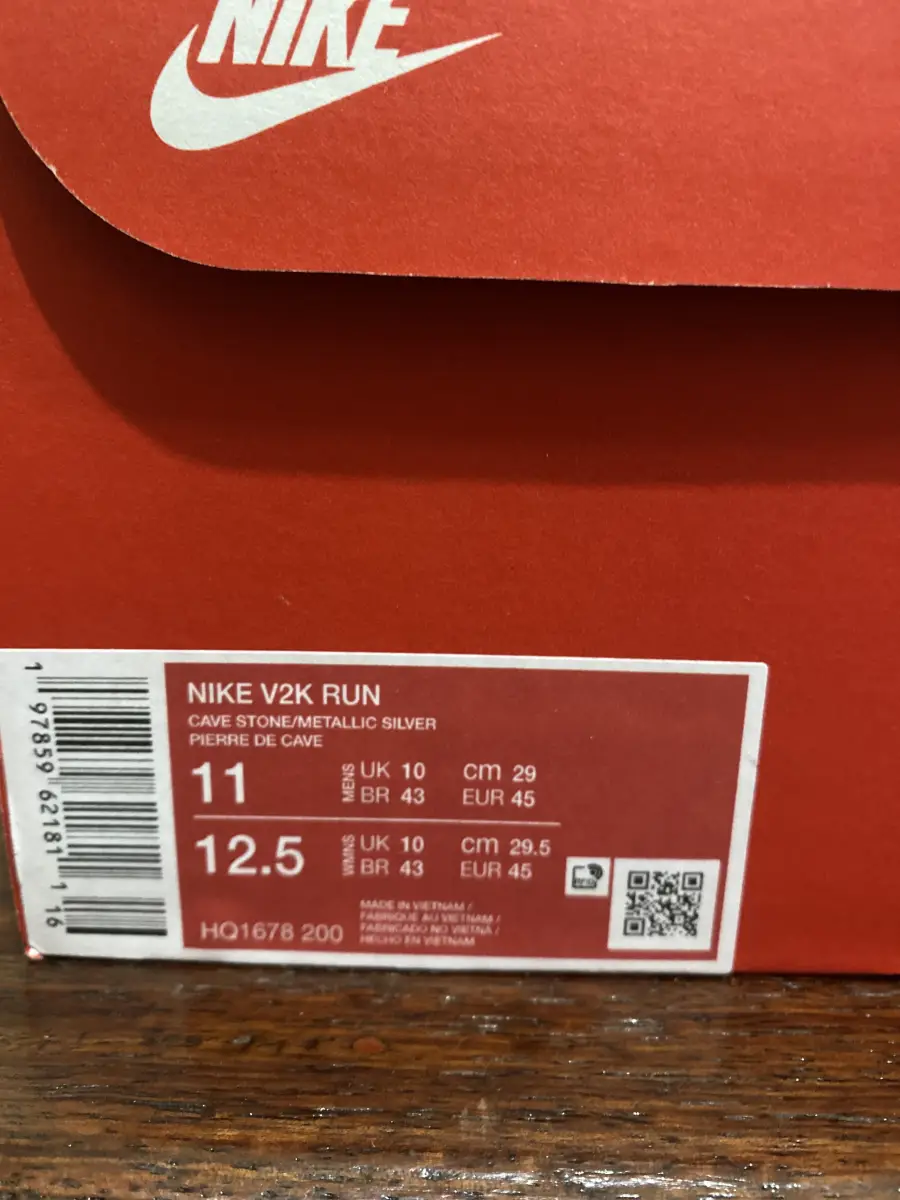 NIKE
NIKE V2K RUN
CAVE STONE/METALLIC SILVER
PIERRE DE CAVE
11 MENS UK 10 cm 29
BR 43 EUR 45
12.5 WMNS UK 10 cm 29.5
BR 43 EUR 45
HQ1678 200
MADE IN VIETNAM /
FABRIQUE AU VIETNAM /
FABRICADO NO VIETNÃ /
HECHO EN VIETNAM
1 97859 62181 1 16